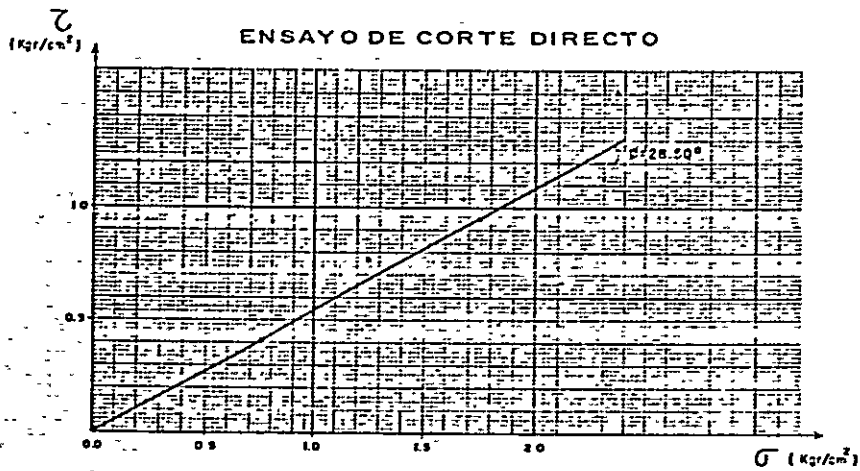 ζ
(Kgr/cm²)
ENSAYO DE CORTE DIRECTO
1.0
0.5
0.0 0.5 1.0 1.5 2.0
σ (Kgr/cm²)